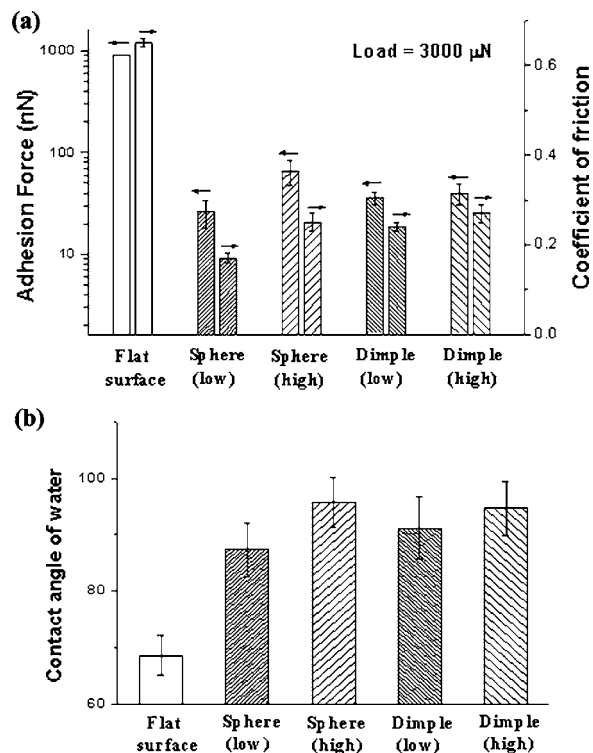 (a)
Load = 3000 μN
Adhesion Force (nN)
1000
100
10
Coefficient of friction
0.6
0.4
0.2
0.0
Flat surface
Sphere (low)
Sphere (high)
Dimple (low)
Dimple (high)
(b)
Contact angle of water
100
80
60
Flat surface
Sphere (low)
Sphere (high)
Dimple (low)
Dimple (high)